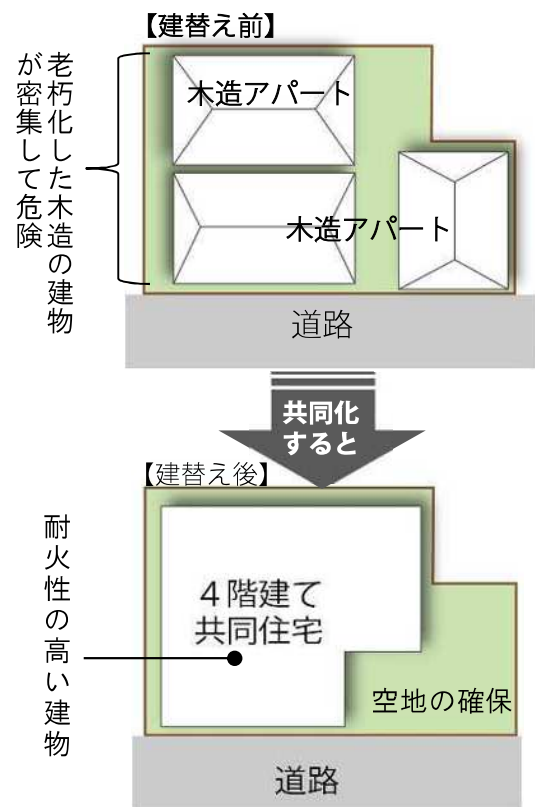 【建替え前】
老朽化した木造の建物
が密集して危険
木造アパート
木造アパート
道路
共同化
すると
【建替え後】
耐火性の高い建物
４階建て
共同住宅
空地の確保
道路